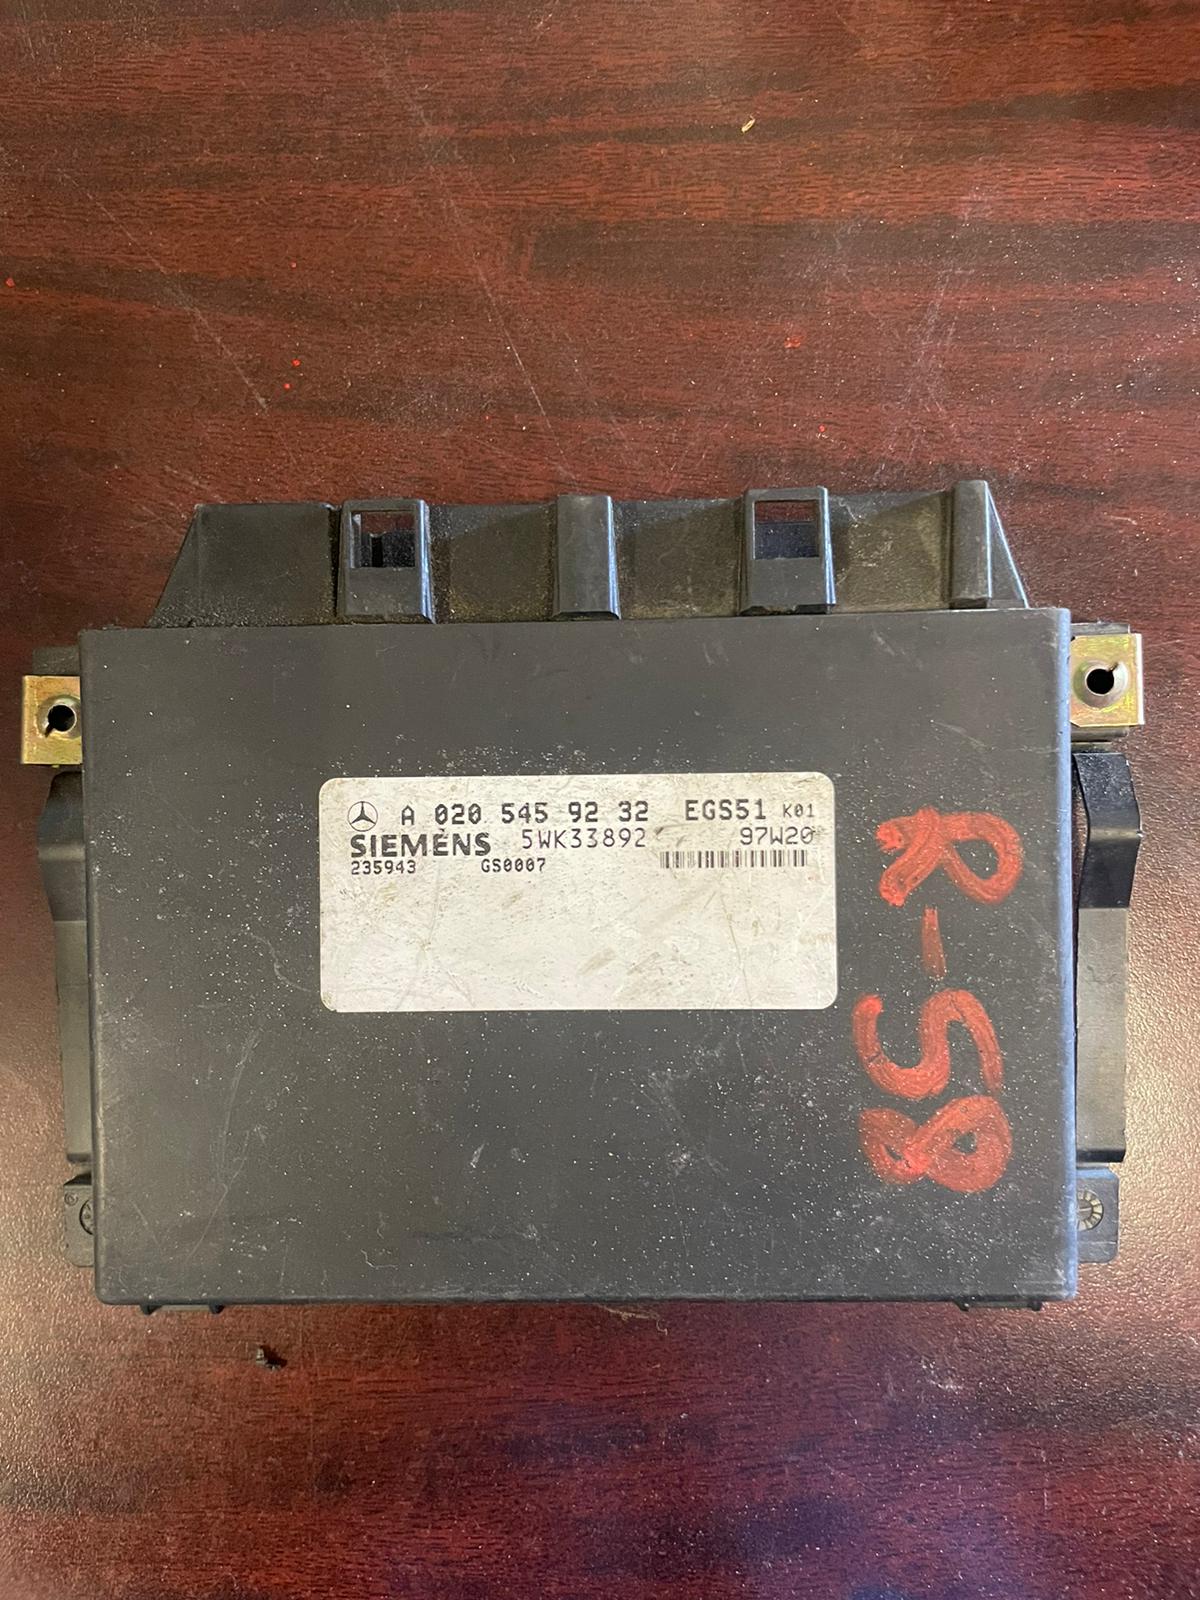 A 020 545 92 32 EGS51 K01
SIEMENS 5WK33892 97W20
235943 GS0007
R-58